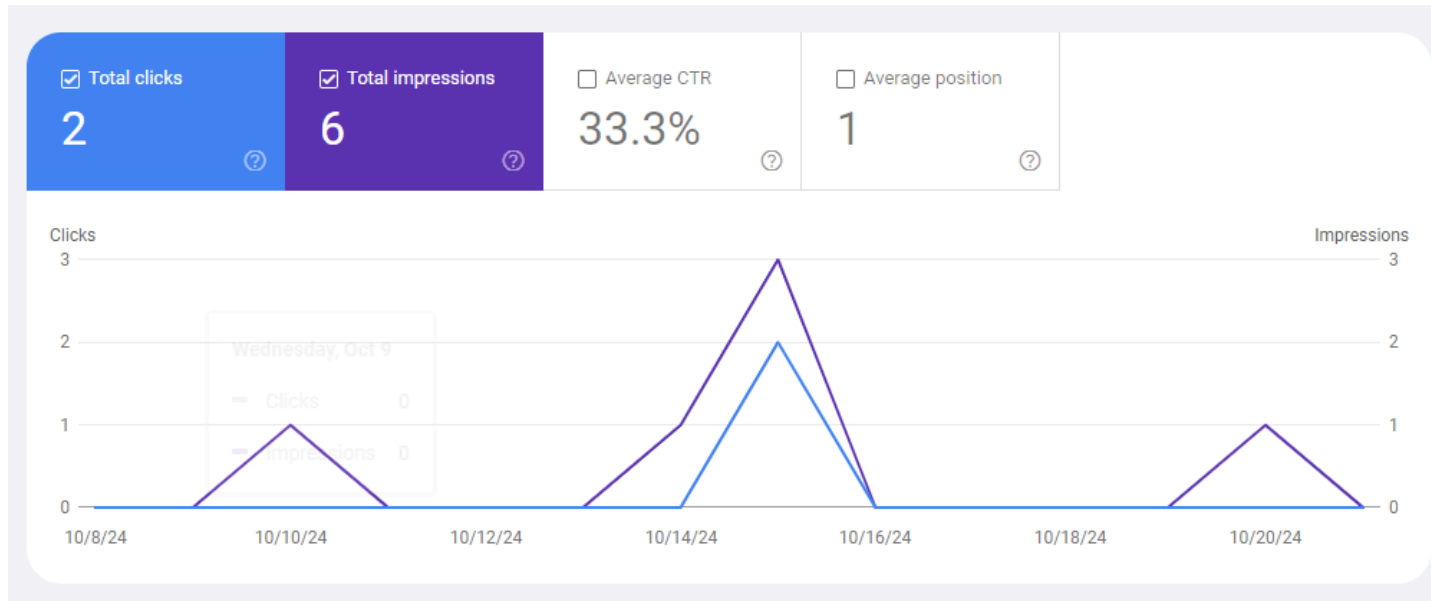 Total clicks
2
Total impressions
6
Average CTR
33.3%
Average position
1
Clicks
Impressions
3
3
2
2
1
1
0
0
Wednesday, Oct 9
Clicks 0
Impressions 0
10/8/24 10/10/24 10/12/24 10/14/24 10/16/24 10/18/24 10/20/24